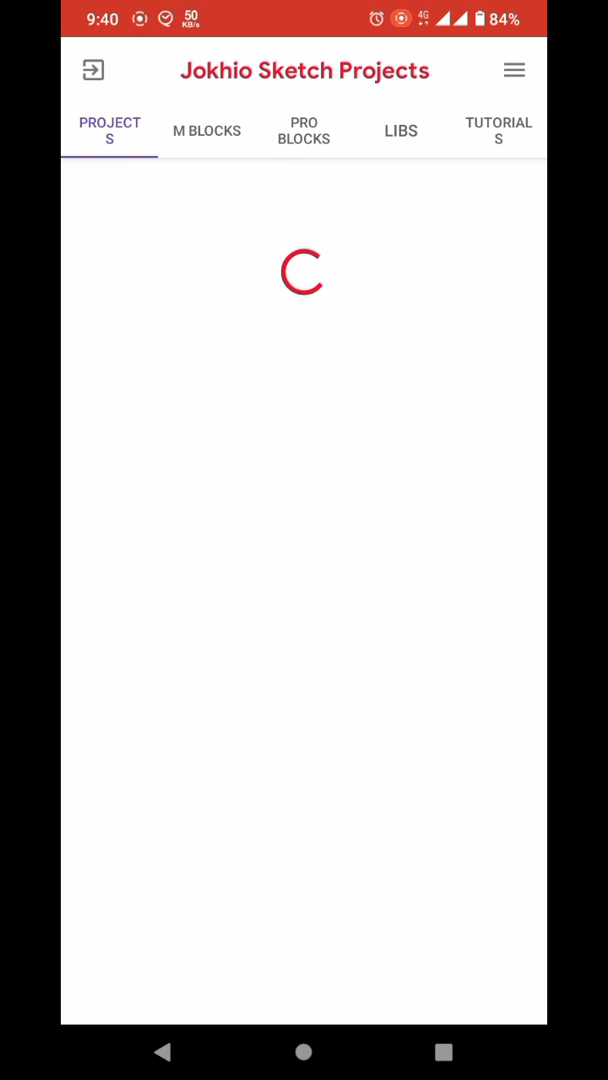 9:40 50 KB/s 4G 84%
Jokhio Sketch Projects
PROJECT
S
M BLOCKS
PRO
BLOCKS
LIBS
TUTORIAL
S